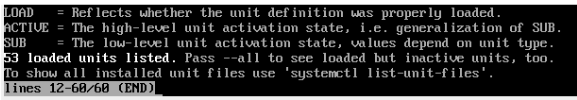 LOAD   = Reflects whether the unit definition was properly loaded.
ACTIVE = The high-level unit activation state, i.e. generalization of SUB.
SUB    = The low-level unit activation state, values depend on unit type.
53 loaded units listed. Pass --all to see loaded but inactive units, too.
To show all installed unit files use 'systemctl list-unit-files'.
lines 12-60/60 (END)